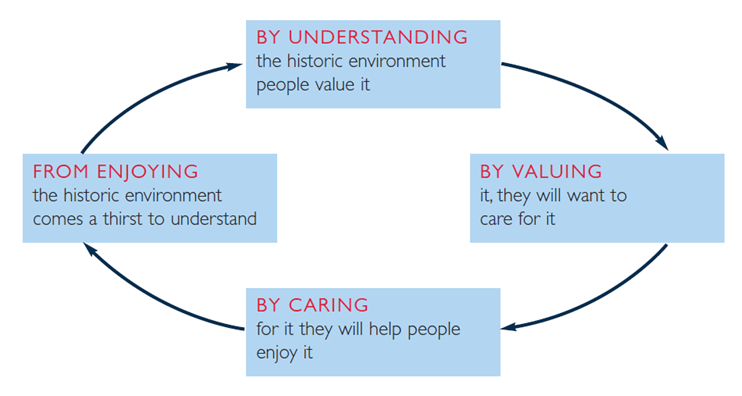 BY UNDERSTANDING
the historic environment
people value it
BY VALUING
it, they will want to
care for it
BY CARING
for it they will help people
enjoy it
FROM ENJOYING
the historic environment
comes a thirst to understand